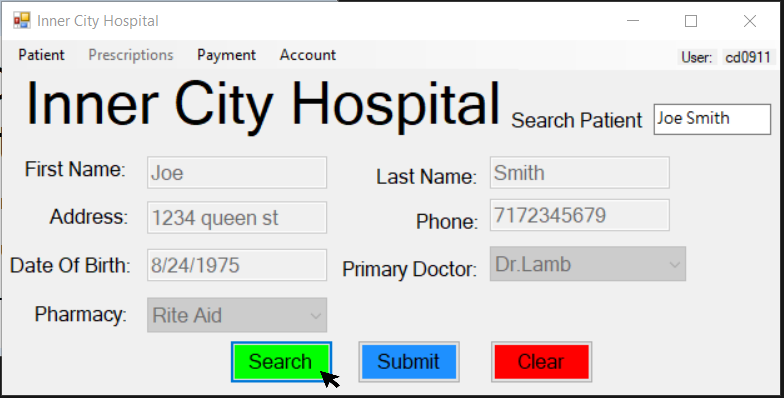 Inner City Hospital
Patient Prescriptions Payment Account User: cd0911
Inner City Hospital Search Patient Joe Smith
First Name: Joe Last Name: Smith
Address: 1234 queen st Phone: 7172345679
Date Of Birth: 8/24/1975 Primary Doctor: Dr.Lamb
Pharmacy: Rite Aid
Search Submit Clear